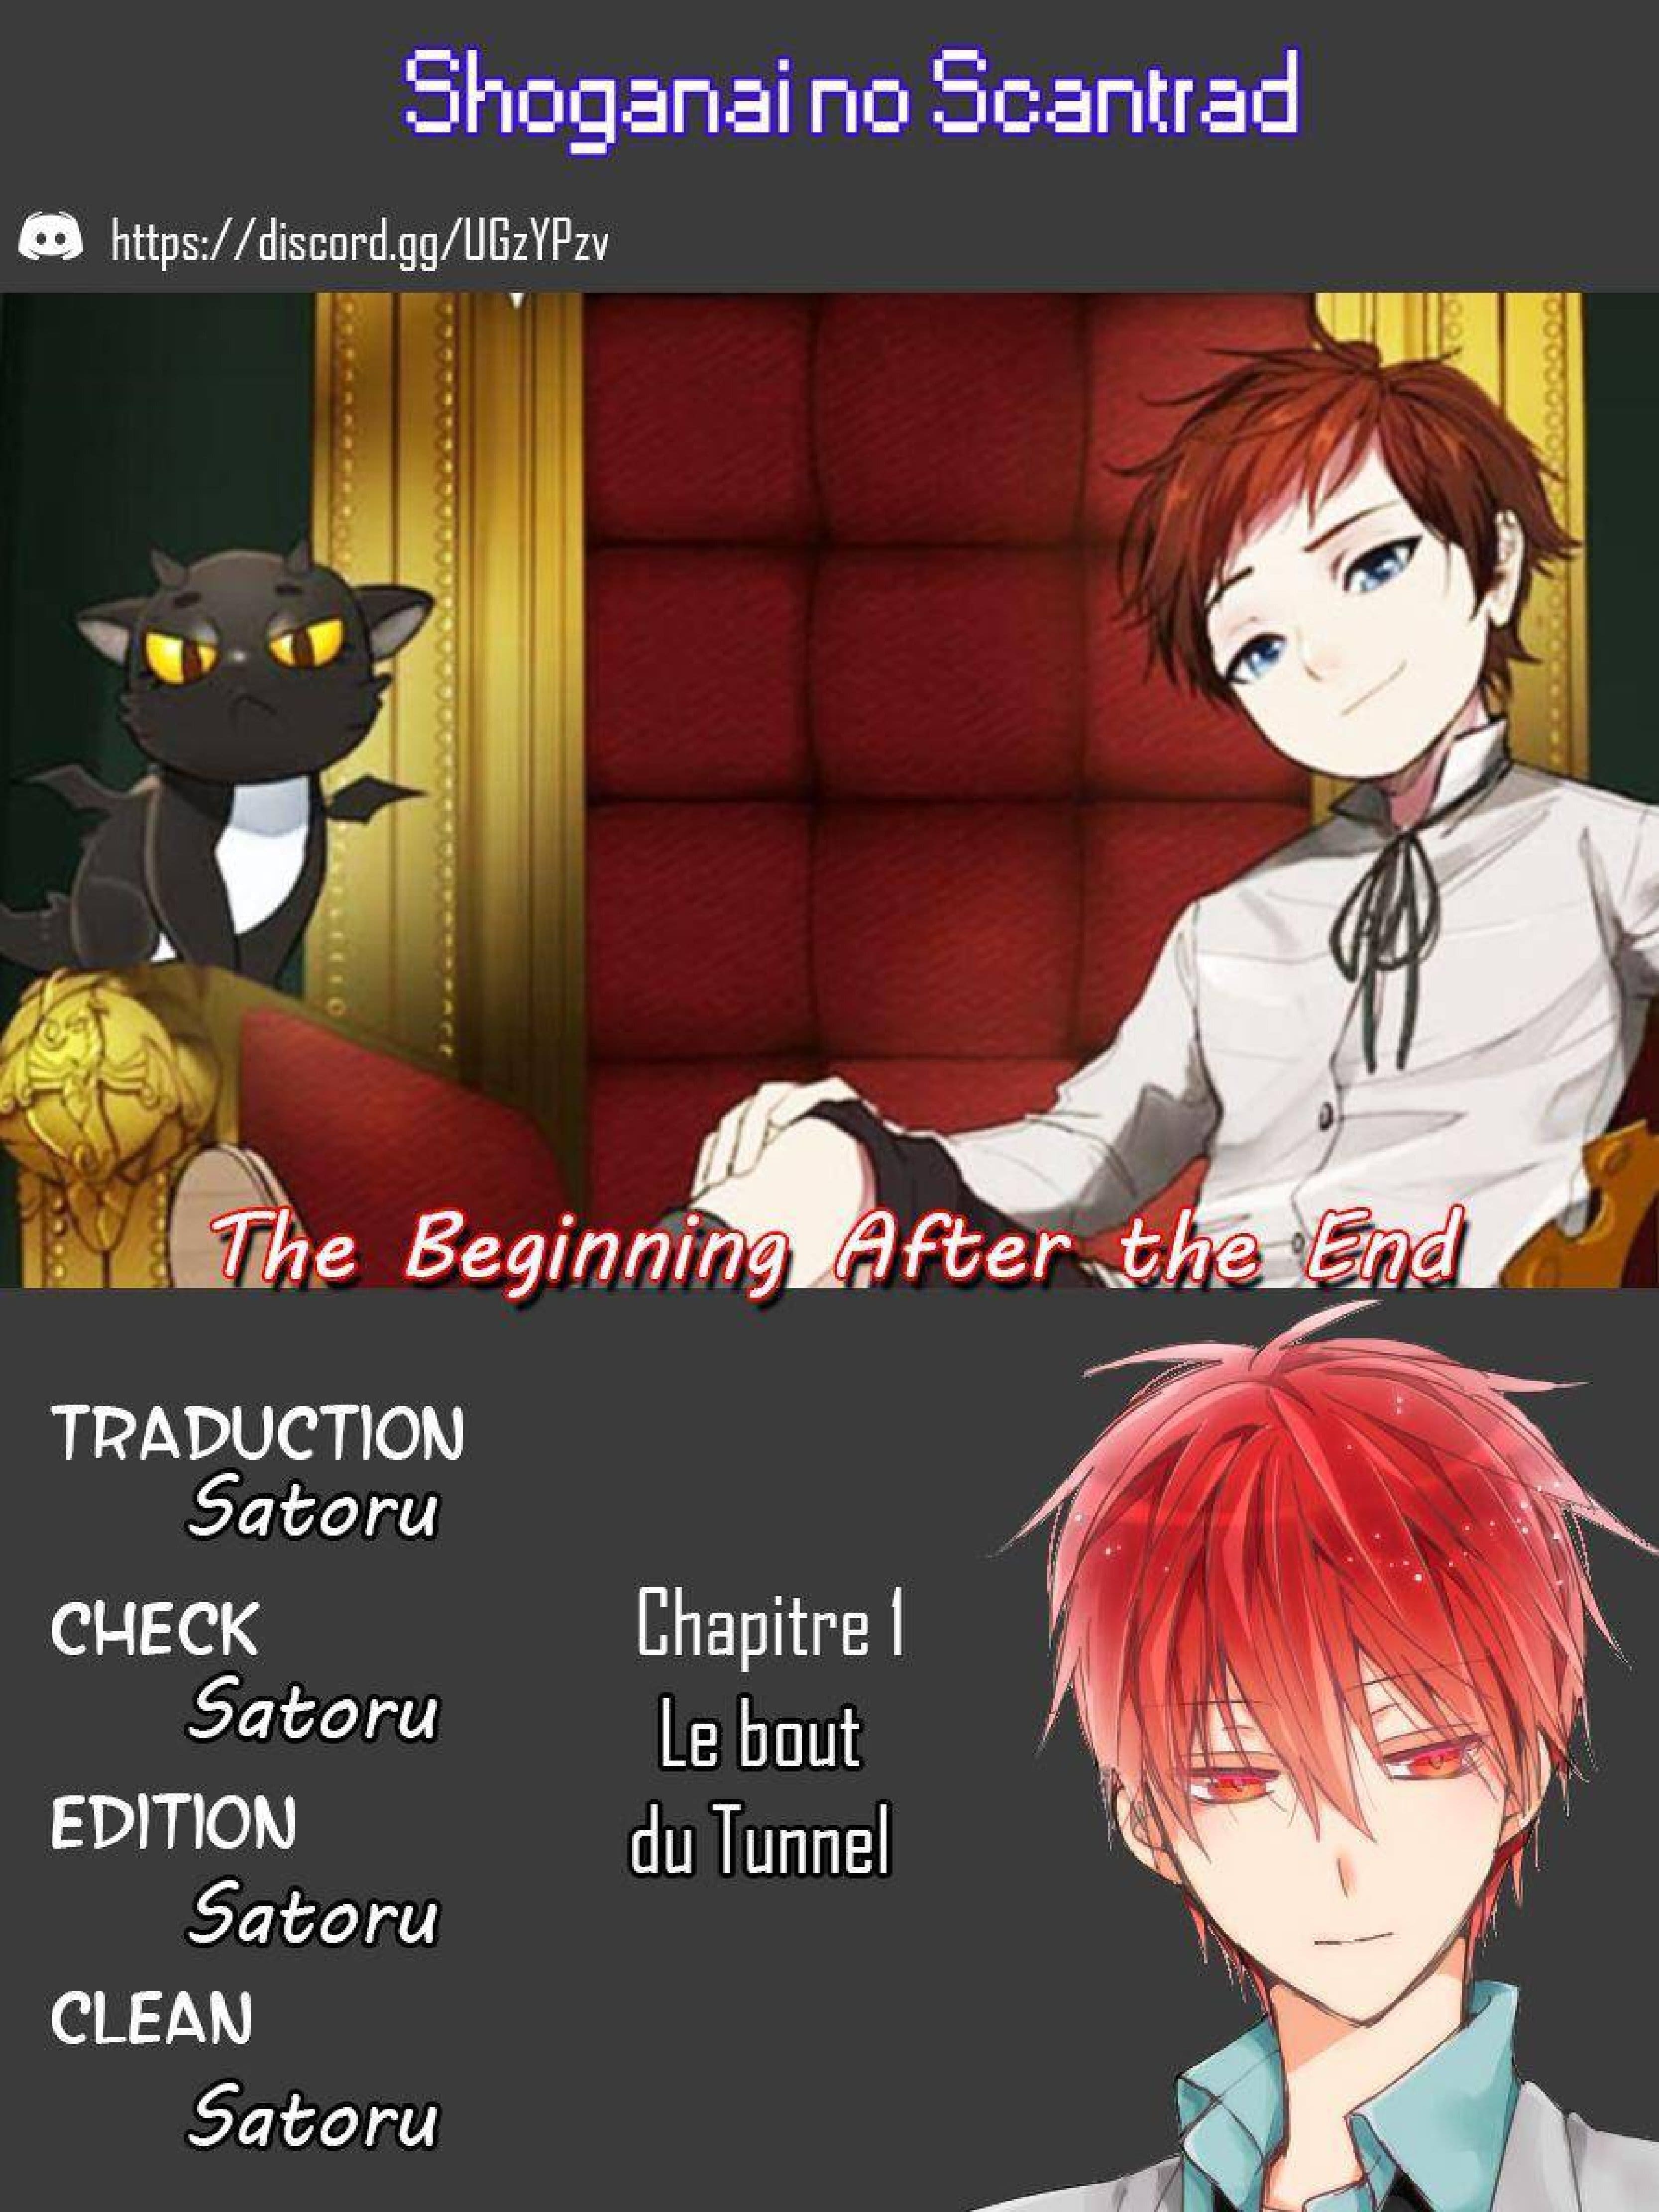 Shoganai no Scantrad
https://discord.gg/UGzYPzv
The Beginning After the End
TRADUCTION
Satoru
CHECK
Satoru
EDITION
Satoru
CLEAN
Satoru
Chapitre 1
Le bout
du Tunnel